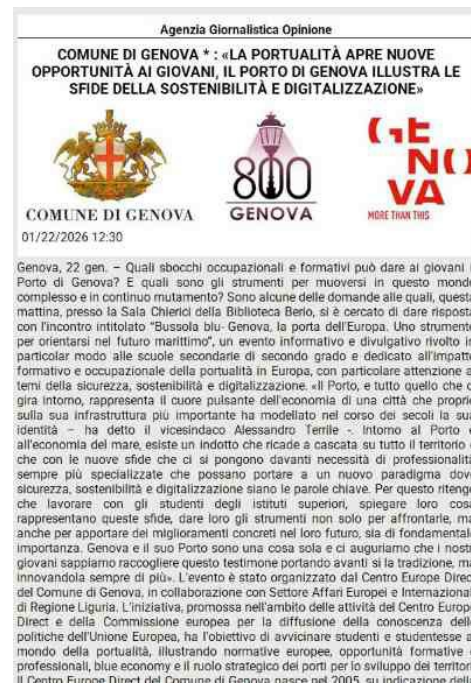 Agenzia Giornalistica Opinione
COMUNE DI GENOVA * : «LA PORTUALITÀ APRE NUOVE
OPPORTUNITÀ AI GIOVANI, IL PORTO DI GENOVA ILLUSTRA LE
SFIDE DELLA SOSTENIBILITÀ E DIGITALIZZAZIONE»
COMUNE DI GENOVA
800
GENOVA
GE
NO
VA
MORE THAN THIS
01/22/2026 12:30
Genova, 22 gen. – Quali sbocchi occupazionali e formativi può dare ai giovani i
Porto di Genova? E quali sono gli strumenti per muoversi in questo mondo
complesso e in continuo mutamento? Sono alcune delle domande alle quali, questa
mattina, presso la Sala Chierici della Biblioteca Berio, si è cercato di dare rispost
con l'incontro intitolato "Bussola blu- Genova, la porta dell'Europa. Uno strumento
per orientarsi nel futuro marittimo", un evento informativo e divulgativo rivolto in
particolar modo alle scuole secondarie di secondo grado e dedicato all'impatto
formativo e occupazionale della portualità in Europa, con particolare attenzione a
temi della sicurezza, sostenibilità e digitalizzazione. «Il Porto, e tutto quello che c
gira intorno, rappresenta il cuore pulsante dell'economia di una città che proprio
sulla sua infrastruttura più importante ha modellato nel corso dei secoli la sua
identità – ha detto il vicesindaco Alessandro Terrile -. Intorno al Porto e
all'economia del mare, esiste un indotto che ricade a cascata su tutto il territorio e
che con le nuove sfide che ci si pongono davanti necessità di professionalità
sempre più specializzate che possano portare a un nuovo paradigma dove
sicurezza, sostenibilità e digitalizzazione siano le parole chiave. Per questo ritengo
che lavorare con gli studenti degli istituti superiori, spiegare loro cosa
rappresentano queste sfide, dare loro gli strumenti non solo per affrontarle, ma
anche per apportare dei miglioramenti concreti nel loro futuro, sia di fondamentale
importanza. Genova e il suo Porto sono una cosa sola e ci auguriamo che i nostr
giovani sappiamo raccogliere questo testimone portando avanti sì la tradizione, ma
innovandola sempre di più». L'evento è stato organizzato dal Centro Europe Direc
del Comune di Genova, in collaborazione con Settore Affari Europei e Internazional
di Regione Liguria. L'iniziativa, promossa nell'ambito delle attività del Centro Europe
Direct e della Commissione europea per la diffusione della conoscenza delle
politiche dell'Unione Europea, ha l'obiettivo di avvicinare studenti e studentesse a
mondo della portualità, illustrando normative europee, opportunità formative e
professionali, blue economy e il ruolo strategico dei porti per lo sviluppo dei territori
Il Centro Europe Direct del Comune di Genova nasce nel 2005, su indicazione della